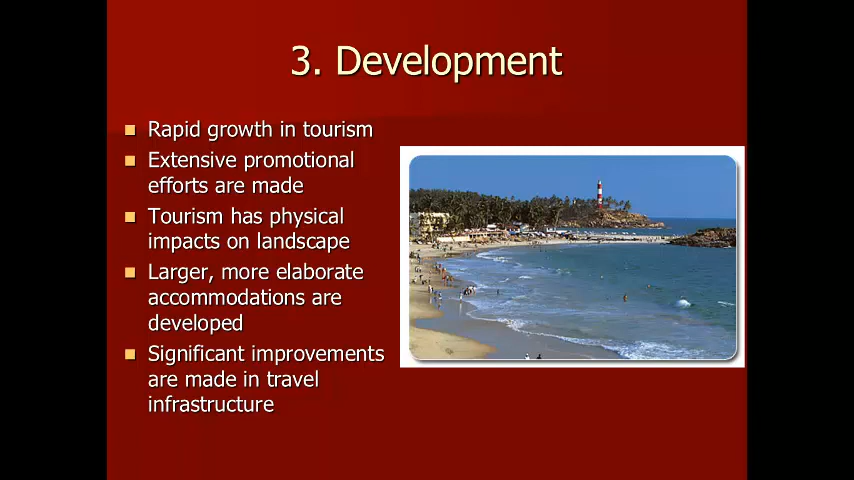 3. Development
Rapid growth in tourism
Extensive promotional
efforts are made
Tourism has physical
impacts on landscape
Larger, more elaborate
accommodations are
developed
Significant improvements
are made in travel
infrastructure